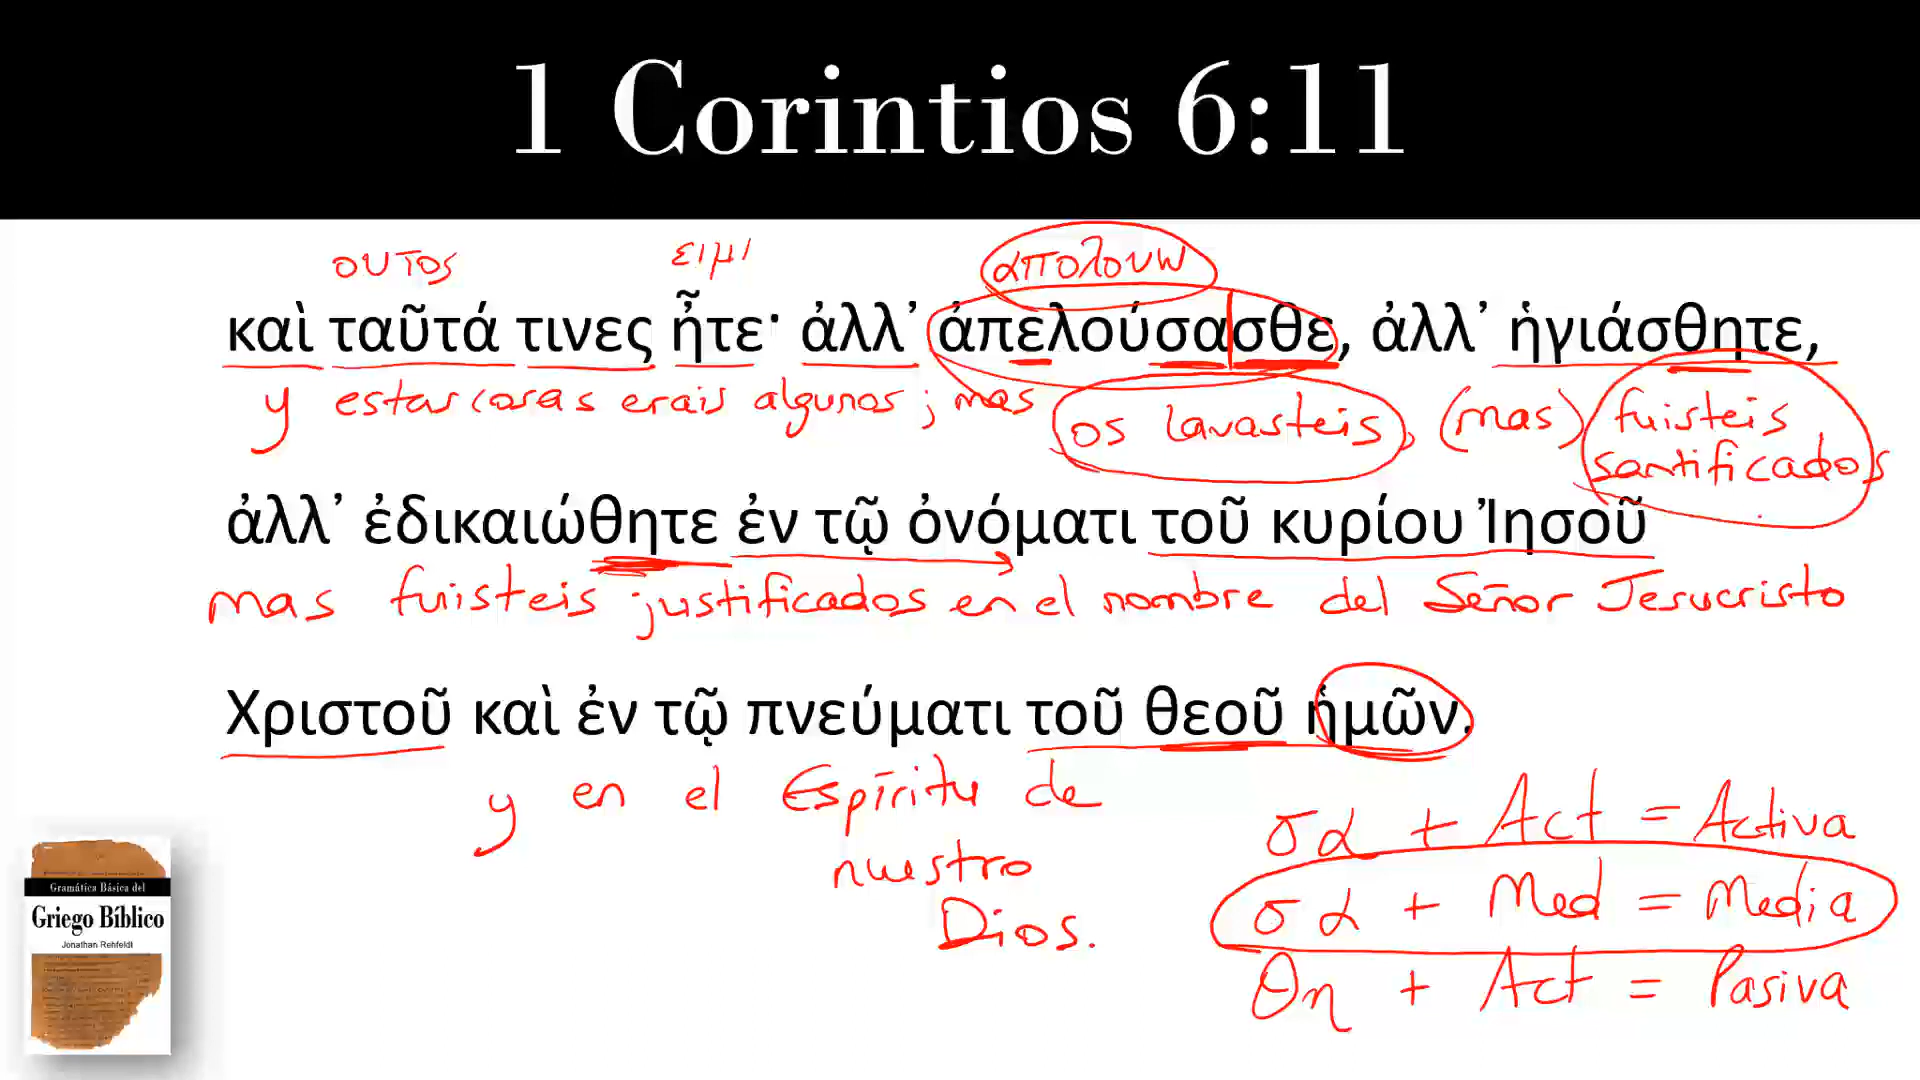 1 Corintios 6:11
ουτος ειμι απολουω
καὶ ταῦτά τινες ἦτε· ἀλλ’ ἀπελούσασθε, ἀλλ’ ἡγιάσθητε,
y estas cosas erais algunos; mas os lavasteis, (mas) fuisteis
santificados
ἀλλ’ ἐδικαιώθητε ἐν τῷ ὀνόματι τοῦ κυρίου Ἰησοῦ
mas fuisteis justificados en el nombre del Señor Jesucristo
Χριστοῦ καὶ ἐν τῷ πνεύματι τοῦ θεοῦ ἡμῶν.
y en el Espíritu de
nuestro
Dios.
σα + Act = Activa
σα + Med = Media
θη + Act = Pasiva
Gramática Básica del
Griego Bíblico
Jonathan Rehfeldt